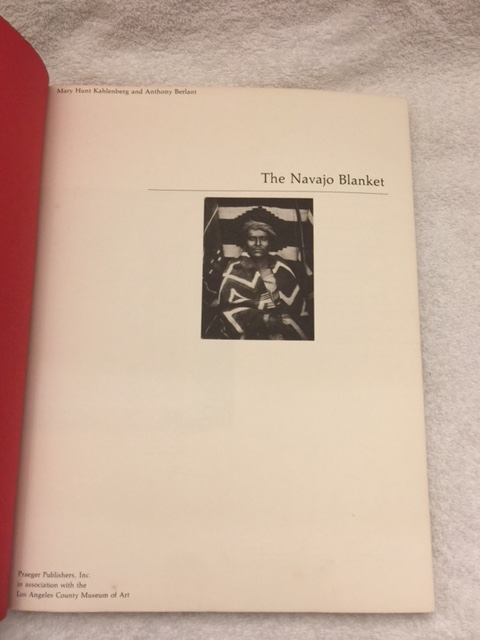 Mary Hunt Kahlenberg and Anthony Berlant
The Navajo Blanket
Praeger Publishers, Inc.
in association with the
Los Angeles County Museum of Art